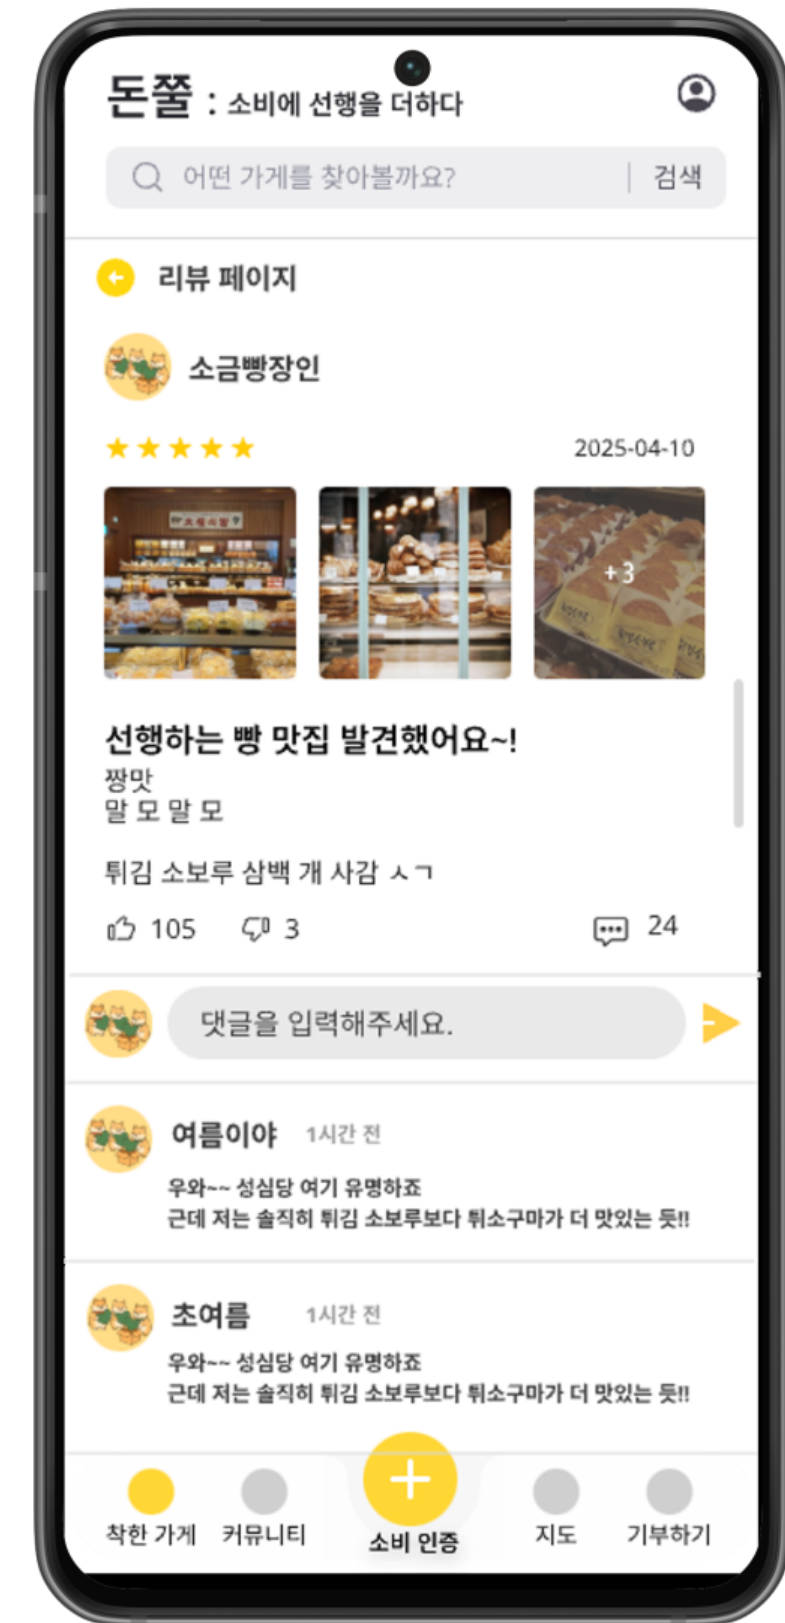 돈쭐 : 소비에 선행을 더하다
어떤 가게를 찾아볼까요? | 검색
리뷰 페이지
소금빵장인
2025-04-10
+3
선행하는 빵 맛집 발견했어요~!
짱맛
말 모 말 모
튀김 소보루 삼백 개 사감 ㅅㄱ
105 3 24
댓글을 입력해주세요.
여름이야 1시간 전
우와~~ 성심당 여기 유명하죠
근데 저는 솔직히 튀김 소보루보다 튀소구마가 더 맛있는 듯!!
초여름 1시간 전
우와~~ 성심당 여기 유명하죠
근데 저는 솔직히 튀김 소보루보다 튀소구마가 더 맛있는 듯!!
착한 가게 커뮤니티 소비 인증 지도 기부하기